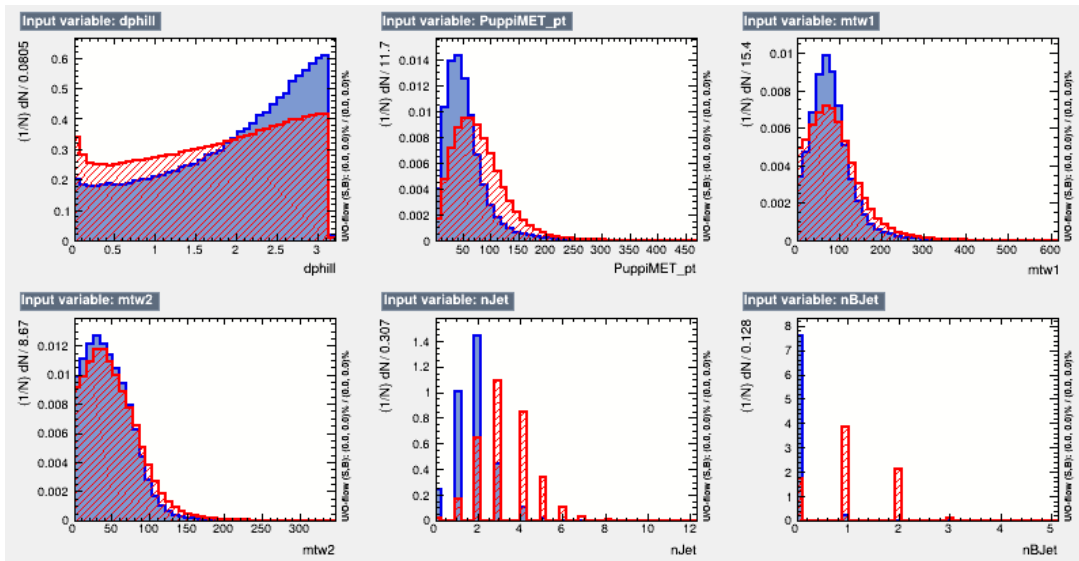 Input variable: dphill
(1/N) dN / 0.0805
0.6
0.5
0.4
0.3
0.2
0.1
0
0 0.5 1 1.5 2 2.5 3
dphill
U/O-flow (S,B): (0.0, 0.0)% / (0.0, 0.0)%
Input variable: PuppiMET_pt
(1/N) dN / 11.7
0.014
0.012
0.01
0.008
0.006
0.004
0.002
0
50 100 150 200 250 300 350 400 450
PuppiMET_pt
U/O-flow (S,B): (0.0, 0.0)% / (0.0, 0.0)%
Input variable: mtw1
(1/N) dN / 15.4
0.01
0.008
0.006
0.004
0.002
0
0 100 200 300 400 500 600
mtw1
U/O-flow (S,B): (0.0, 0.0)% / (0.0, 0.0)%
Input variable: mtw2
(1/N) dN / 8.67
0.012
0.01
0.008
0.006
0.004
0.002
0
0 50 100 150 200 250 300
mtw2
U/O-flow (S,B): (0.0, 0.0)% / (0.0, 0.0)%
Input variable: nJet
(1/N) dN / 0.307
1.4
1.2
1
0.8
0.6
0.4
0.2
0
0 2 4 6 8 10 12
nJet
U/O-flow (S,B): (0.0, 0.0)% / (0.0, 0.0)%
Input variable: nBJet
(1/N) dN / 0.128
8
7
6
5
4
3
2
1
0
0 1 2 3 4 5
nBJet
U/O-flow (S,B): (0.0, 0.0)% / (0.0, 0.0)%